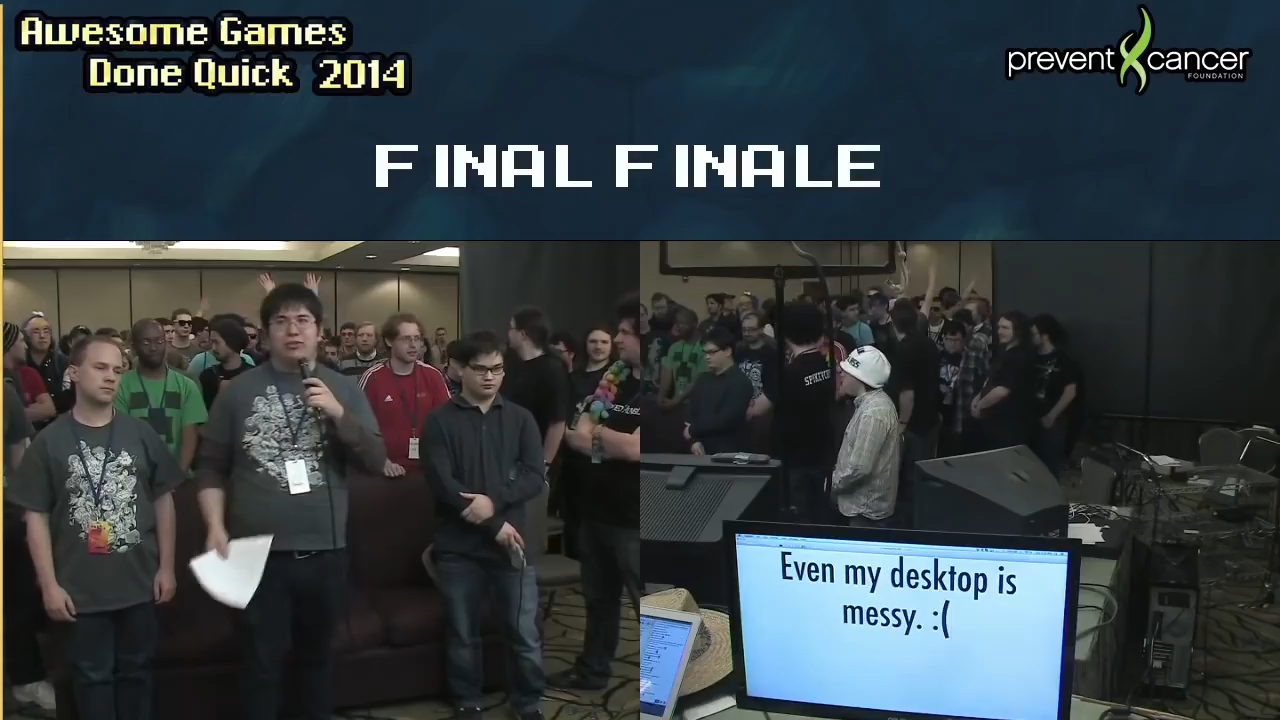 Awesome Games
Done Quick 2014
prevent cancer
FOUNDATION
FINAL FINALE
Even my desktop is
messy. :(